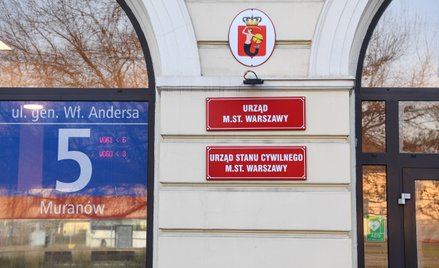 ul. gen. Wł. Andersa
5
Muranów
URZĄD
M.ST. WARSZAWY
URZĄD STANU CYWILNEGO
M.ST. WARSZAWY